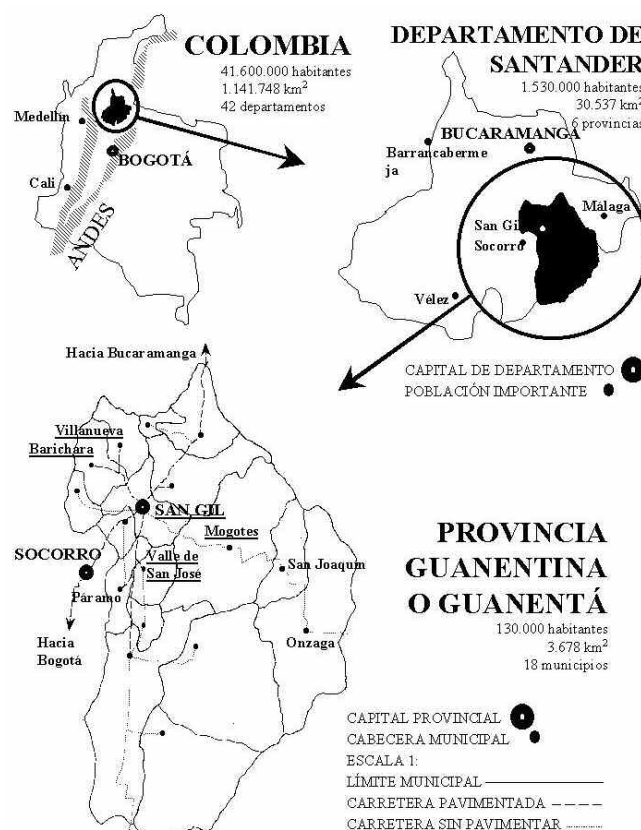 COLOMBIA
41.600.000 habitantes
1.141.748 km²
42 departamentos
Medellín
BOGOTÁ
Cali
ANDES
DEPARTAMENTO DE
SANTANDER
1.530.000 habitantes
30.537 km²
6 provincias
BUCARAMANGA
Barrancaberme
ja
Málaga
San Gil
Socorro
Vélez
CAPITAL DE DEPARTAMENTO
POBLACIÓN IMPORTANTE
Hacia Bucaramanga
Villanueva
Barichara
SAN GIL
Mogotes
SOCORRO
Valle de
San José
San Joaquín
Páramo
Hacia
Bogotá
Onzaga
PROVINCIA
GUANENTINA
O GUANENTÁ
130.000 habitantes
3.678 km²
18 municipios
CAPITAL PROVINCIAL
CABECERA MUNICIPAL
ESCALA 1:
LÍMITE MUNICIPAL
CARRETERA PAVIMENTADA
CARRETERA SIN PAVIMENTAR